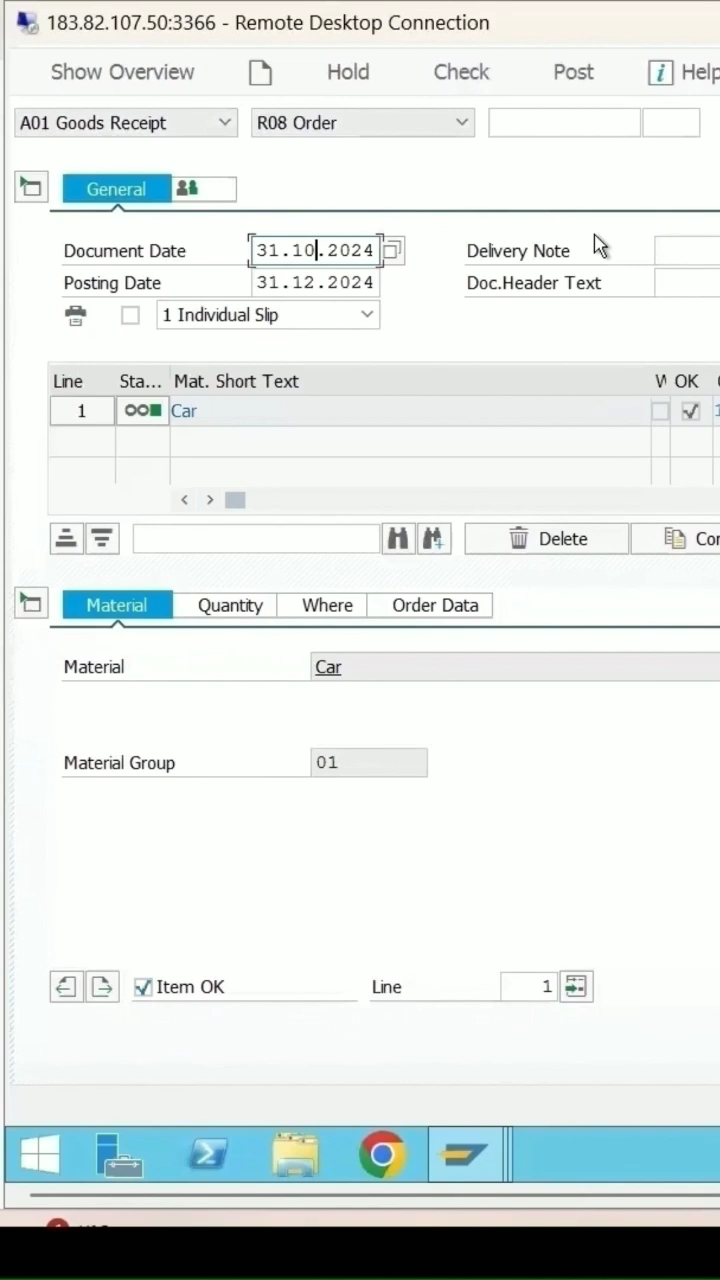 183.82.107.50:3366 - Remote Desktop Connection
Show Overview Hold Check Post Help
A01 Goods Receipt R08 Order
General
Document Date 31.10.2024 Delivery Note
Posting Date 31.12.2024 Doc.Header Text
1 Individual Slip
Line Sta... Mat. Short Text OK
1 Car
Delete
Material Quantity Where Order Data
Material Car
Material Group 01
Item OK Line 1